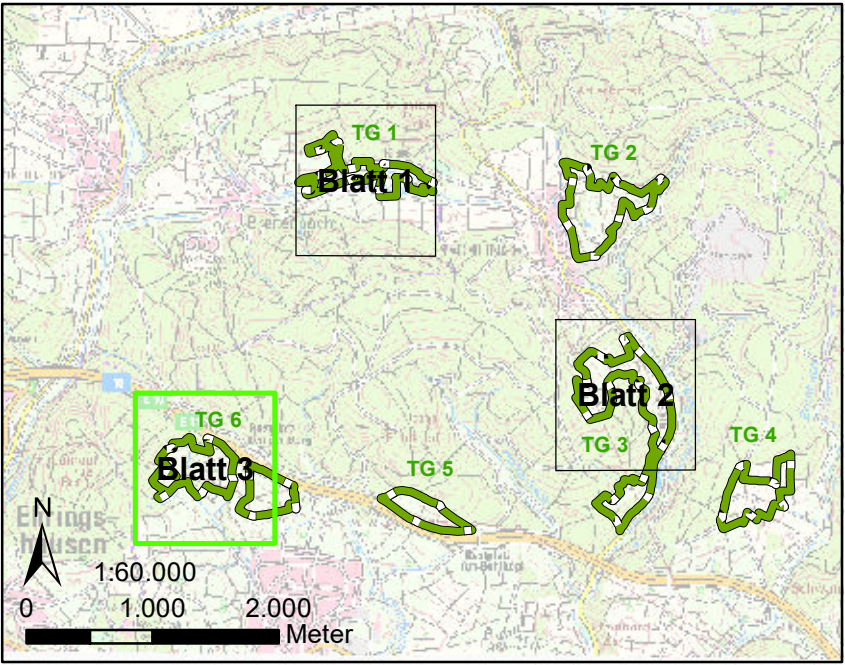 TG 1
Blatt 1
TG 2
Blatt 2
TG 3
TG 4
TG 5
TG 6
Blatt 3
N
1:60.000
0 1.000 2.000
Meter